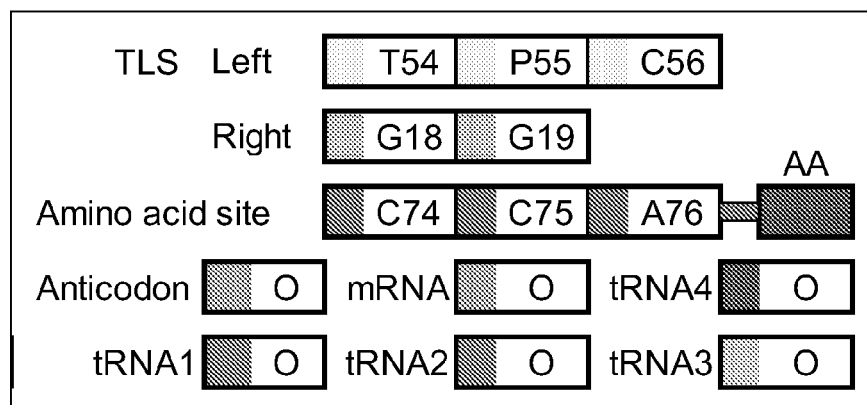 TLS Left T54 P55 C56
Right G18 G19
AA
Amino acid site C74 C75 A76
Anticodon O mRNA O tRNA4 O
tRNA1 O tRNA2 O tRNA3 O